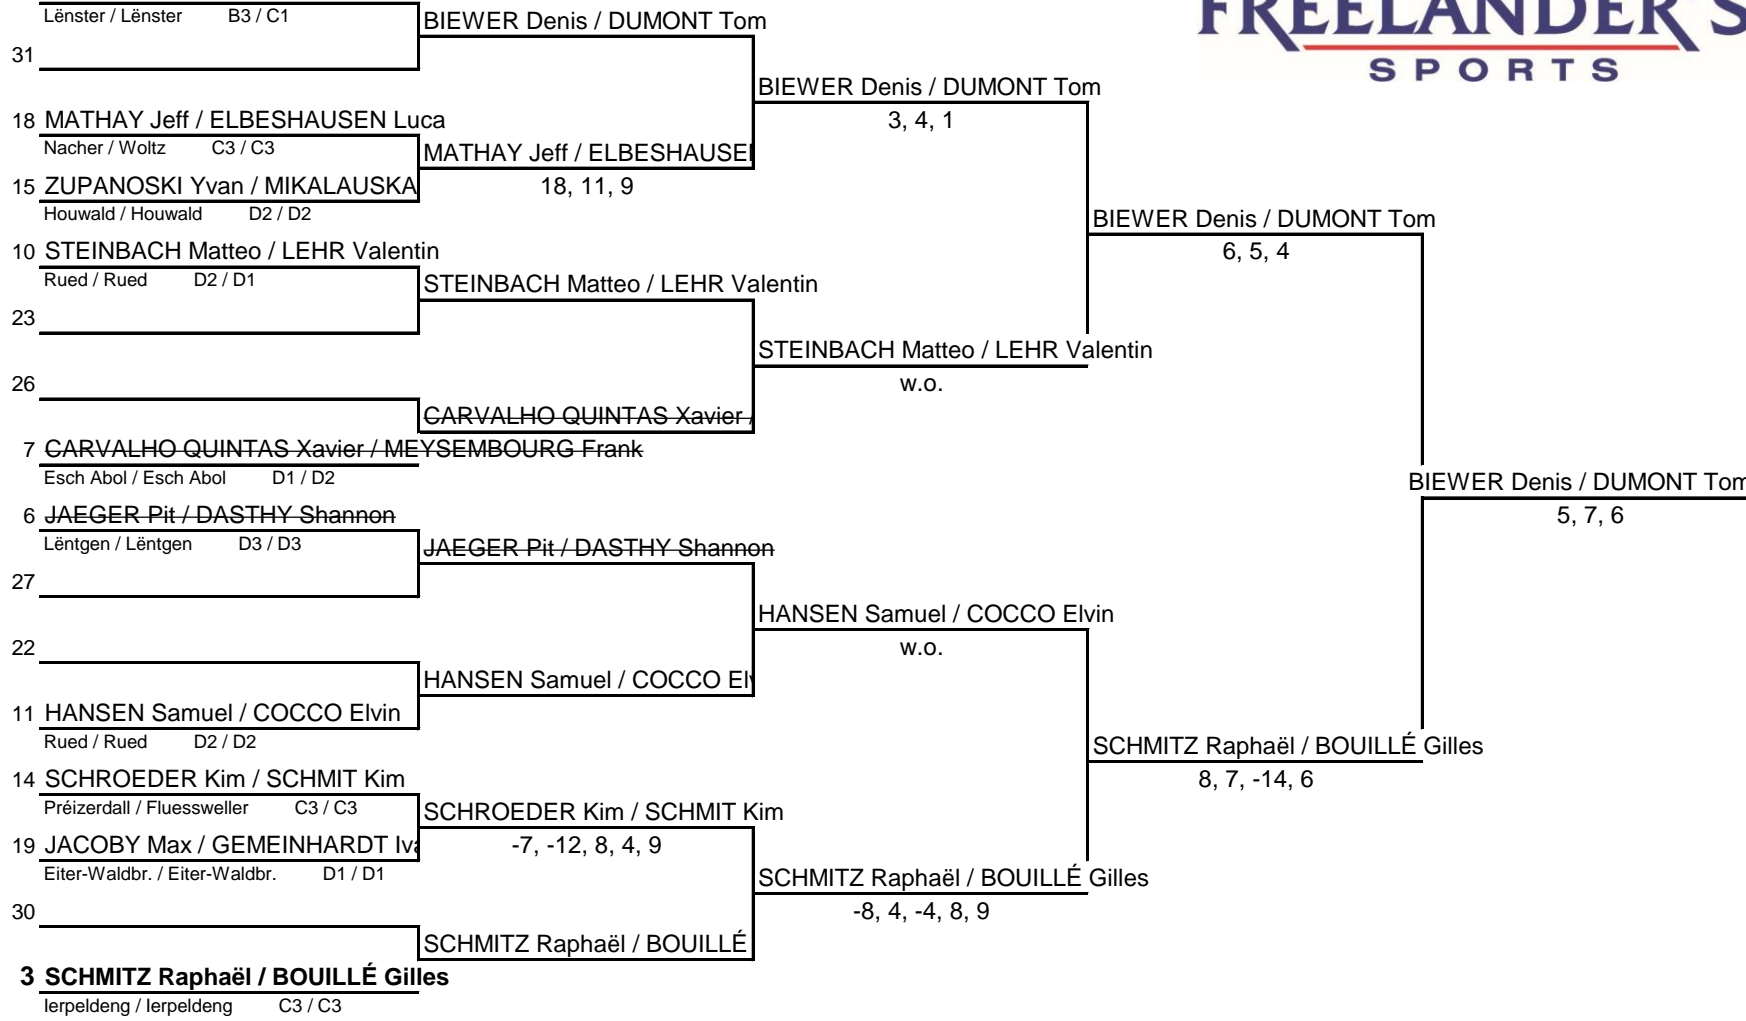 FREELANDER'S
SPORTS
Lënster / Lënster B3 / C1
BIEWER Denis / DUMONT Tom
31
BIEWER Denis / DUMONT Tom
3, 4, 1
18 MATHAY Jeff / ELBESHAUSEN Luca
Nacher / Woltz C3 / C3
MATHAY Jeff / ELBESHAUSE
18, 11, 9
15 ZUPANOSKI Yvan / MIKALAUSKA
Houwald / Houwald D2 / D2
BIEWER Denis / DUMONT Tom
6, 5, 4
10 STEINBACH Matteo / LEHR Valentin
Rued / Rued D2 / D1
STEINBACH Matteo / LEHR Valentin
23
STEINBACH Matteo / LEHR Valentin
w.o.
26
CARVALHO QUINTAS Xavier /
7 CARVALHO QUINTAS Xavier / MEYSEMBOURG Frank
Esch Abol / Esch Abol D1 / D2
BIEWER Denis / DUMONT Tom
5, 7, 6
6 JAEGER Pit / DASTHY Shannon
Lëntgen / Lëntgen D3 / D3
JAEGER Pit / DASTHY Shannon
27
HANSEN Samuel / COCCO Elvin
w.o.
22
HANSEN Samuel / COCCO Elv
11 HANSEN Samuel / COCCO Elvin
Rued / Rued D2 / D2
SCHMITZ Raphaël / BOUILLÉ Gilles
8, 7, -14, 6
14 SCHROEDER Kim / SCHMIT Kim
Préizerdall / Fluessweller C3 / C3
SCHROEDER Kim / SCHMIT Kim
-7, -12, 8, 4, 9
19 JACOBY Max / GEMEINHARDT Iva
Eiter-Waldbr. / Eiter-Waldbr. D1 / D1
SCHMITZ Raphaël / BOUILLÉ Gilles
-8, 4, -4, 8, 9
30
SCHMITZ Raphaël / BOUILLÉ
3 SCHMITZ Raphaël / BOUILLÉ Gilles
Ierpeldeng / Ierpeldeng C3 / C3